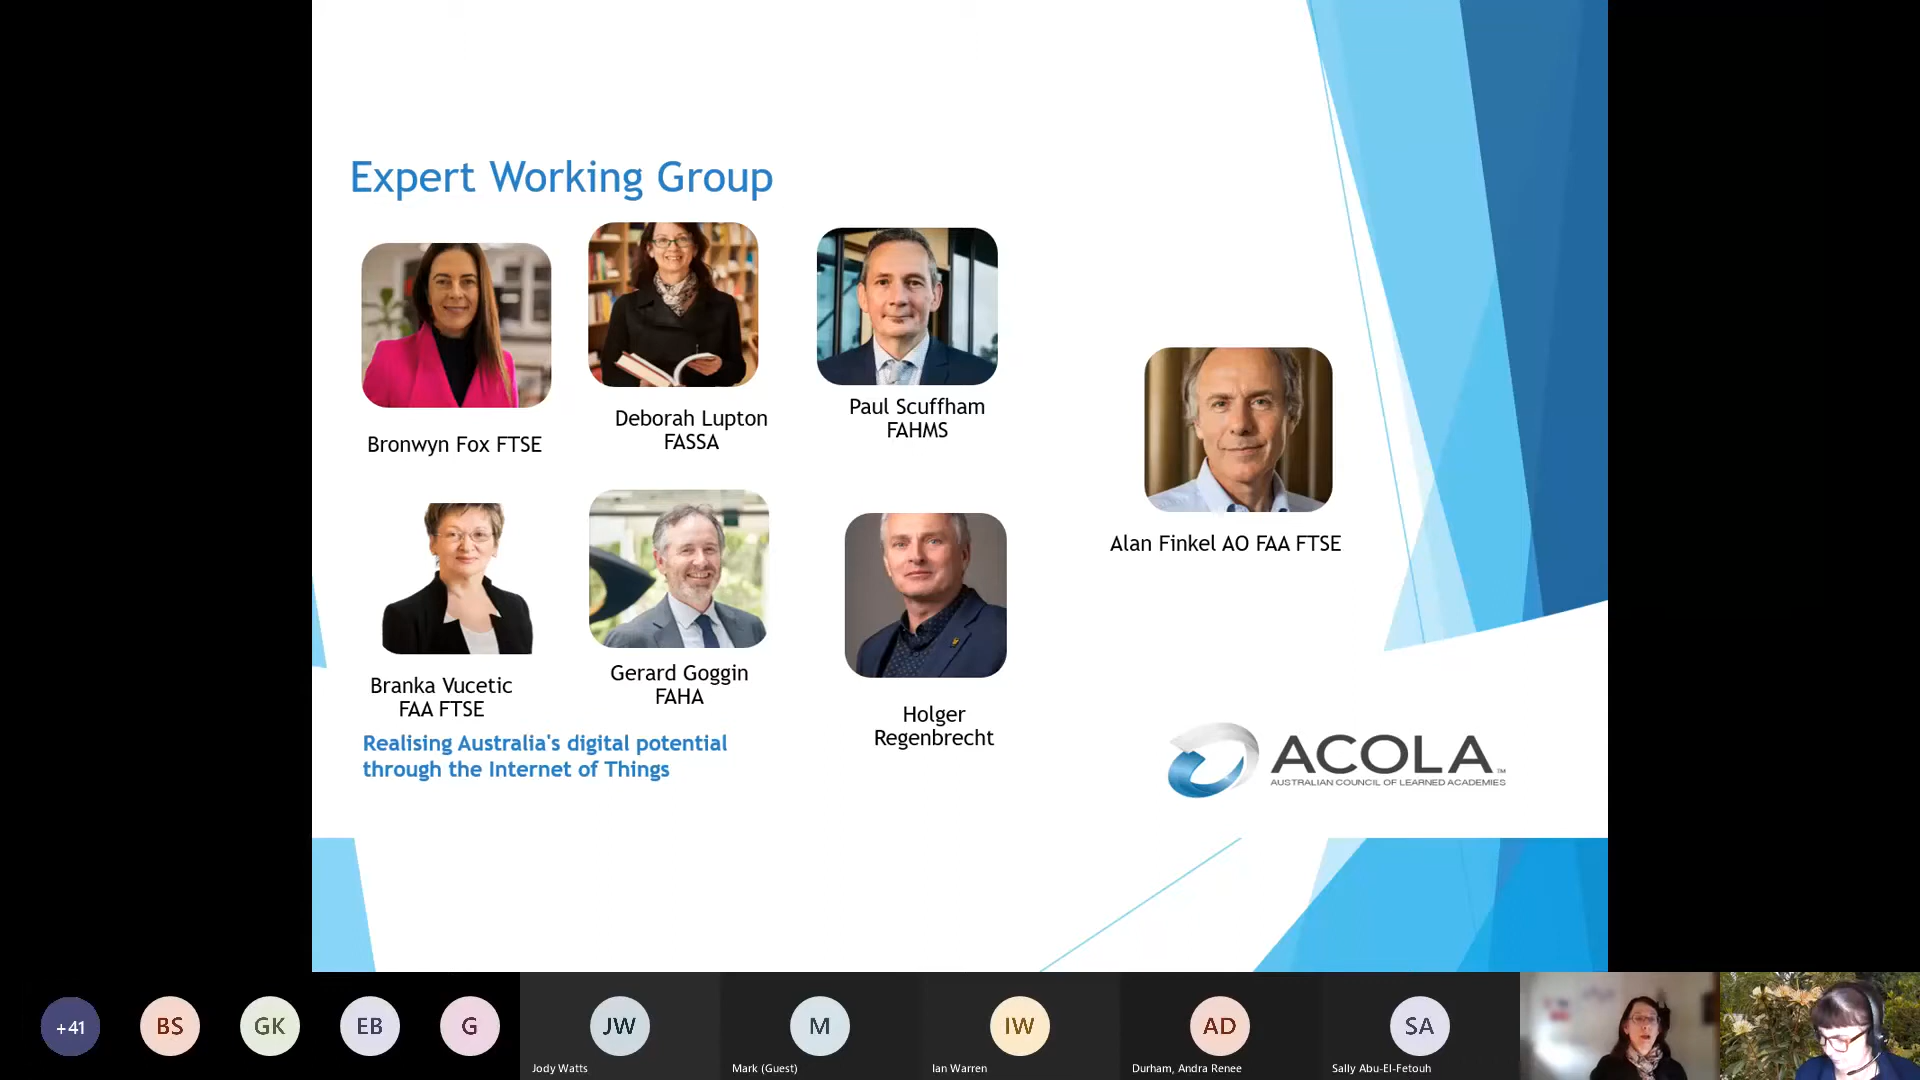 Expert Working Group
Bronwyn Fox FTSE
Deborah Lupton
FASSA
Paul Scuffham
FAHMS
Alan Finkel AO FAA FTSE
Branka Vucetic
FAA FTSE
Gerard Goggin
FAHA
Holger
Regenbrecht
Realising Australia's digital potential
through the Internet of Things
ACOLA™
AUSTRALIAN COUNCIL OF LEARNED ACADEMIES
+41
BS
GK
EB
G
JW
M
IW
AD
SA
Jody Watts
Mark (Guest)
Ian Warren
Durham, Andra Renee
Sally Abu-El-Fetouh